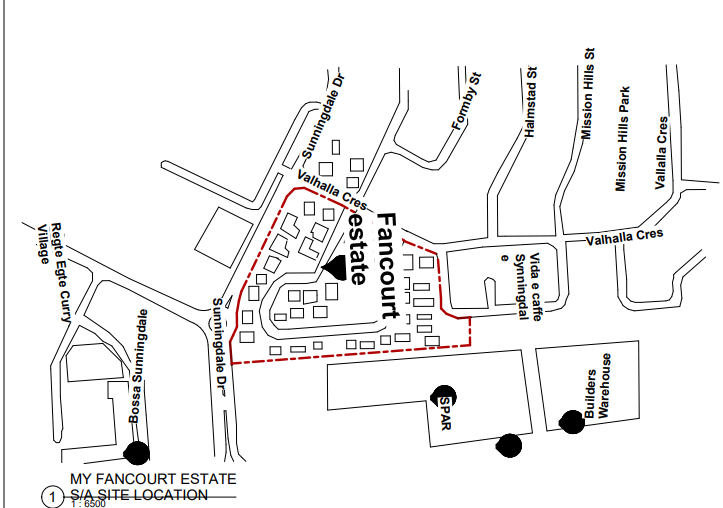 Sunningdale Dr
Formby St
Halmstad St
Mission Hills St
Mission Hills Park
Vallalla Cres
Valhalla Cres
Fancourt
estate
Valhalla Cres
Regte Egte Curry
Village
Vida e caffe
Synningdal
e
Sunningdale Dr
Bossa Sunningdale
SPAR
Builders
Warehouse
1
MY FANCOURT ESTATE
S/A SITE LOCATION
1 : 6500